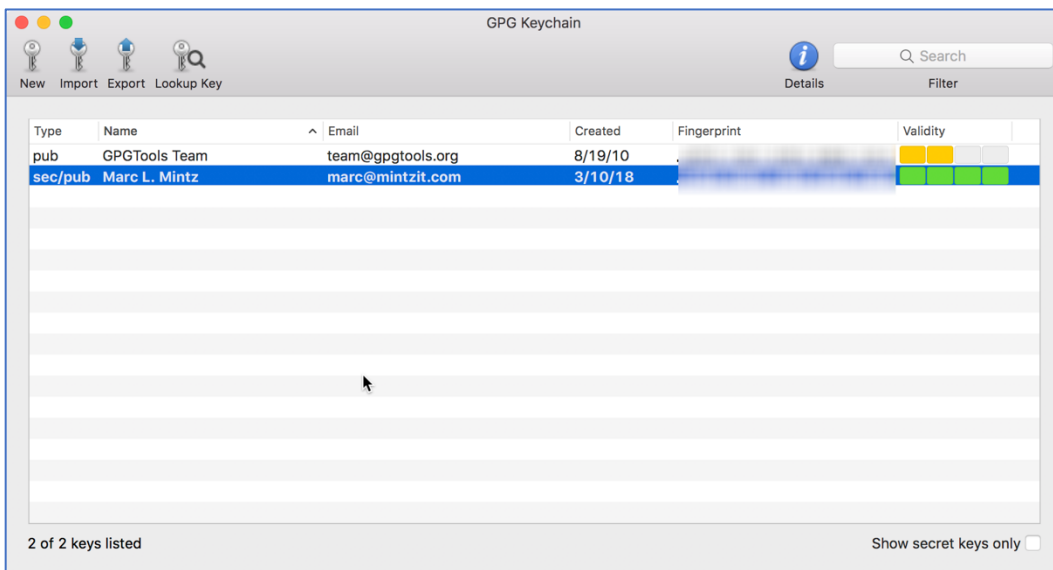 GPG Keychain
New Import Export Lookup Key Details Search Filter
Type Name Email Created Fingerprint Validity
pub GPGTools Team team@gpgtools.org 8/19/10
sec/pub Marc L. Mintz marc@mintzit.com 3/10/18
2 of 2 keys listed Show secret keys only